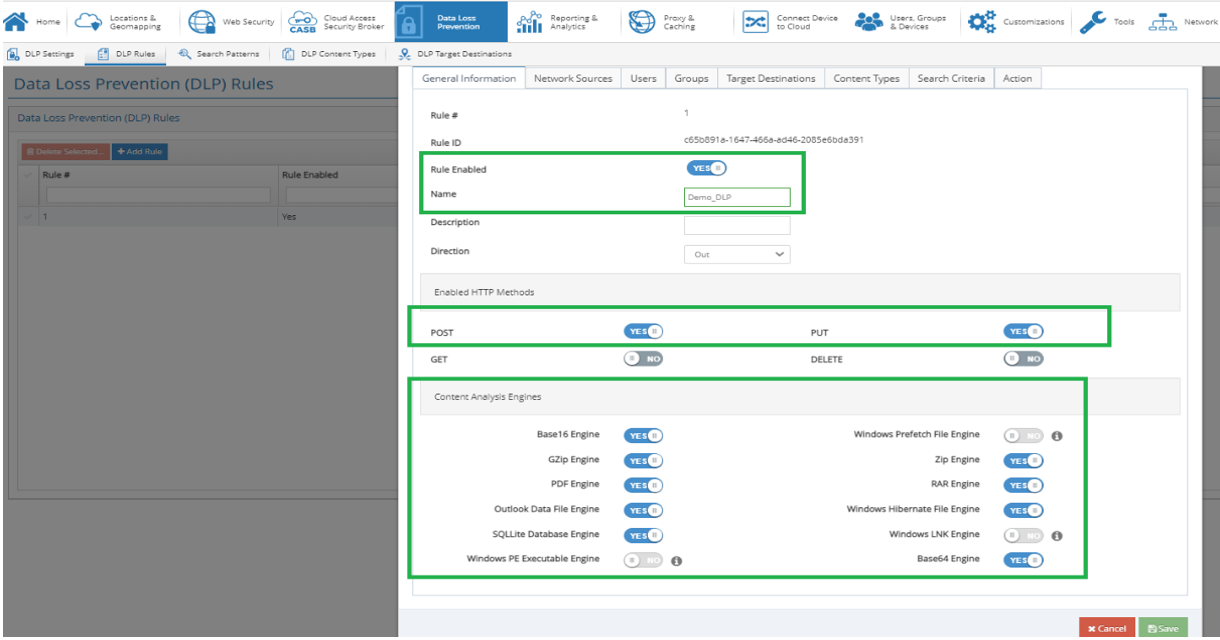 Home
Locations &
Geomapping
Web Security
CASB
Cloud Access
Security Broker
Data Loss
Prevention
Reporting &
Analytics
Proxy &
Caching
Connect Device
to Cloud
Users, Groups
& Devices
Customizations
Tools
Network
DLP Settings
DLP Rules
Search Patterns
DLP Content Types
DLP Target Destinations
Data Loss Prevention (DLP) Rules
Data Loss Prevention (DLP) Rules
Delete Selected...
+ Add Rule
Rule #
Rule Enabled
1
Yes
General Information
Network Sources
Users
Groups
Target Destinations
Content Types
Search Criteria
Action
Rule #
1
Rule ID
c65b891a-1647-466a-ad46-2085e6bda391
Rule Enabled
YES
Name
Demo_DLP
Description
Direction
Out
Enabled HTTP Methods
POST
YES
PUT
YES
GET
NO
DELETE
NO
Content Analysis Engines
Base16 Engine
YES
Windows Prefetch File Engine
NO
GZip Engine
YES
Zip Engine
YES
PDF Engine
YES
RAR Engine
YES
Outlook Data File Engine
YES
Windows Hibernate File Engine
YES
SQLLite Database Engine
YES
Windows LNK Engine
NO
Windows PE Executable Engine
NO
Base64 Engine
YES
Cancel
Save